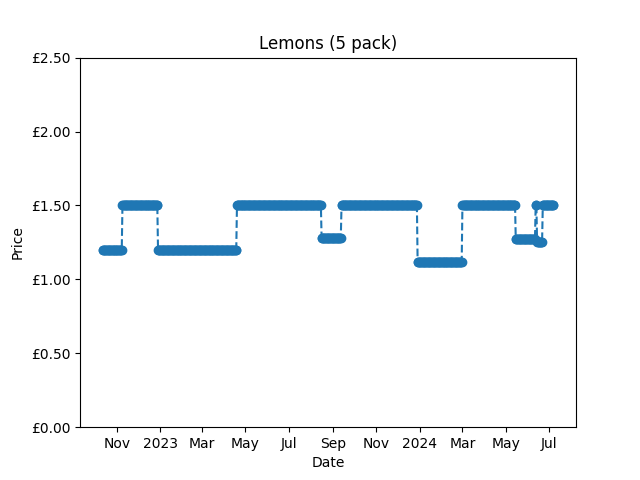 Lemons (5 pack)
£2.50
£2.00
£1.50
£1.00
£0.50
£0.00
Price
Nov 2023 Mar May Jul Sep Nov 2024 Mar May Jul
Date